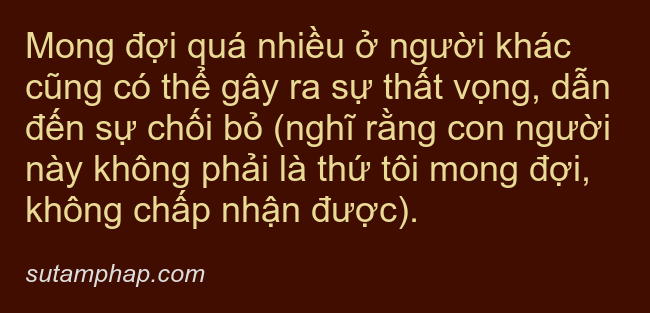 Mong đợi quá nhiều ở người khác
cũng có thể gây ra sự thất vọng, dẫn
đến sự chối bỏ (nghĩ rằng con người
này không phải là thứ tôi mong đợi,
không chấp nhận được).
sutamphap.com